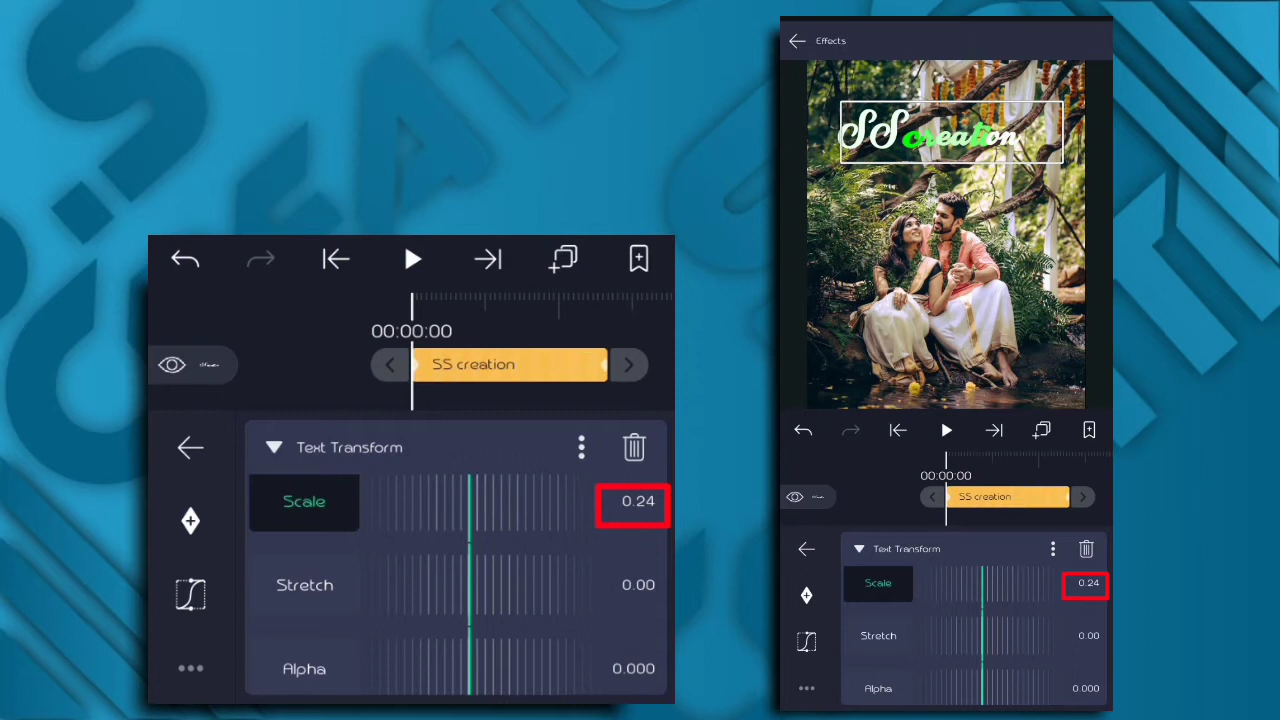 00:00:00
SS creation
Text Transform
Scale
0.24
Stretch
0.00
Alpha
0.000
Effects
SS creation
00:00:00
SS creation
Text Transform
Scale
0.24
Stretch
0.00
Alpha
0.000